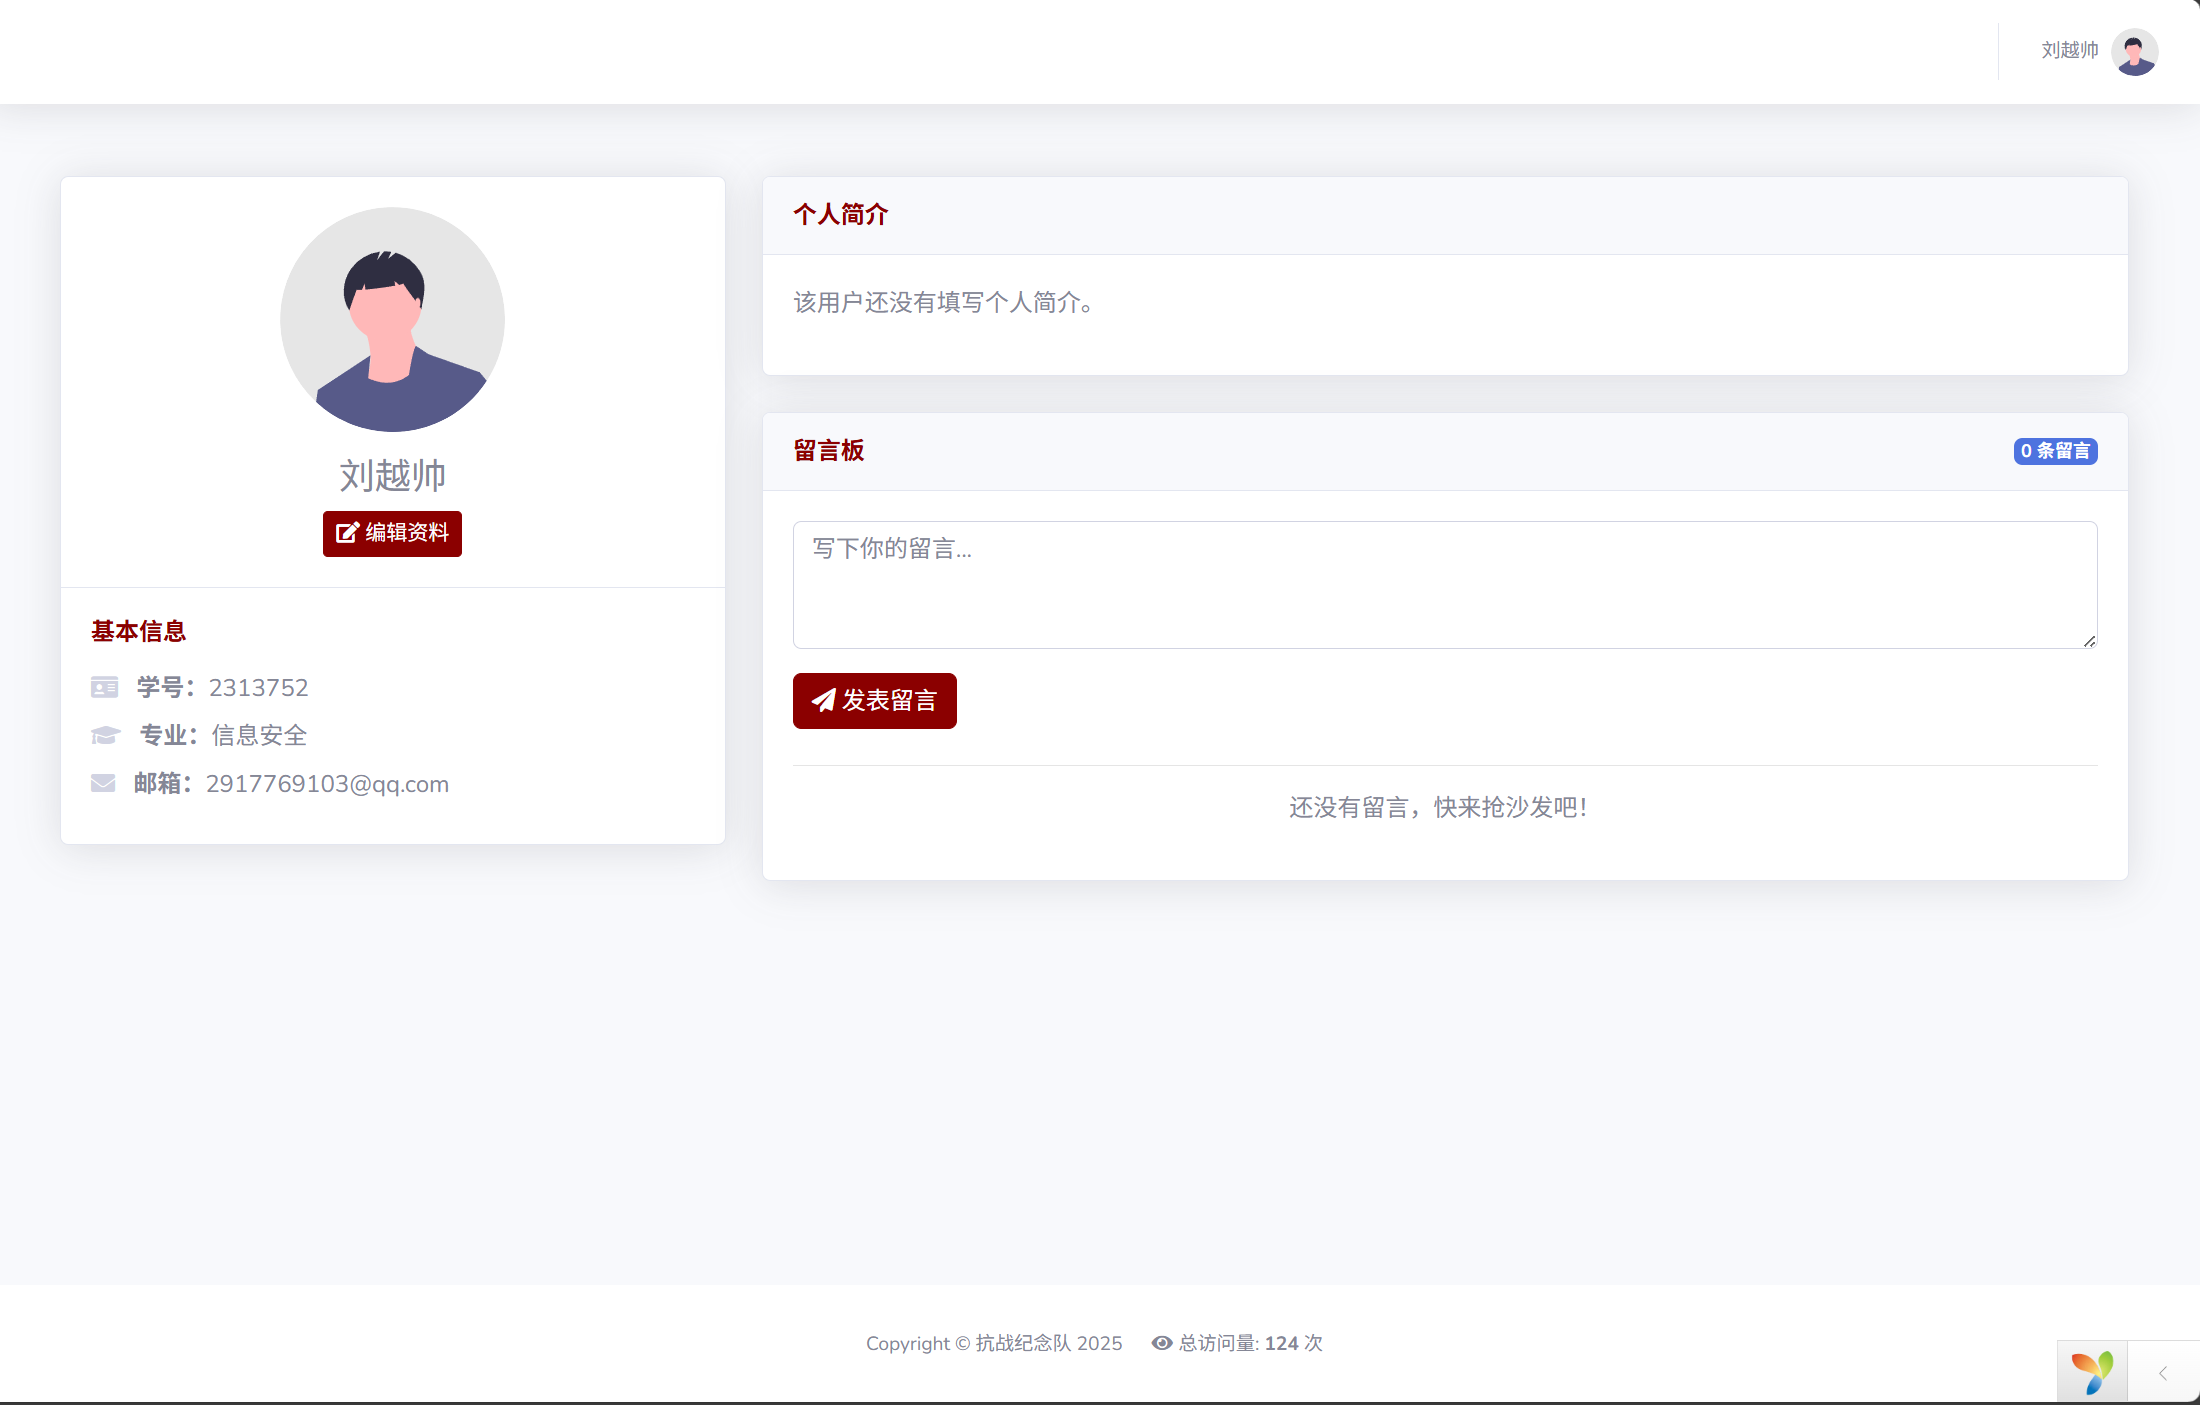 刘越帅
刘越帅
编辑资料
基本信息
学号：2313752
专业：信息安全
邮箱：2917769103@qq.com
个人简介
该用户还没有填写个人简介。
留言板
0 条留言
写下你的留言...
发表留言
还没有留言，快来抢沙发吧！
Copyright © 抗战纪念队 2025 总访问量: 124 次